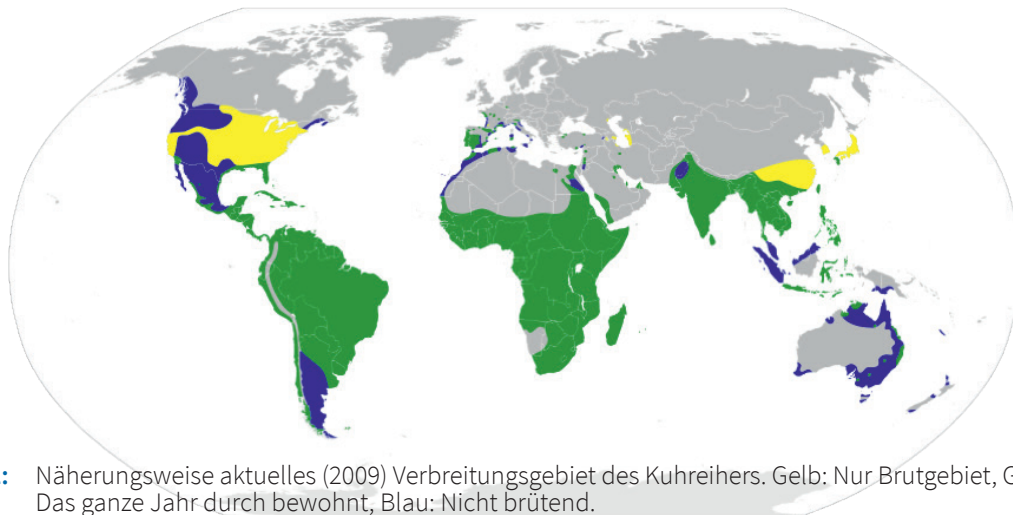 : Näherungsweise aktuelles (2009) Verbreitungsgebiet des Kuhreihers. Gelb: Nur Brutgebiet,
Das ganze Jahr durch bewohnt, Blau: Nicht brütend.